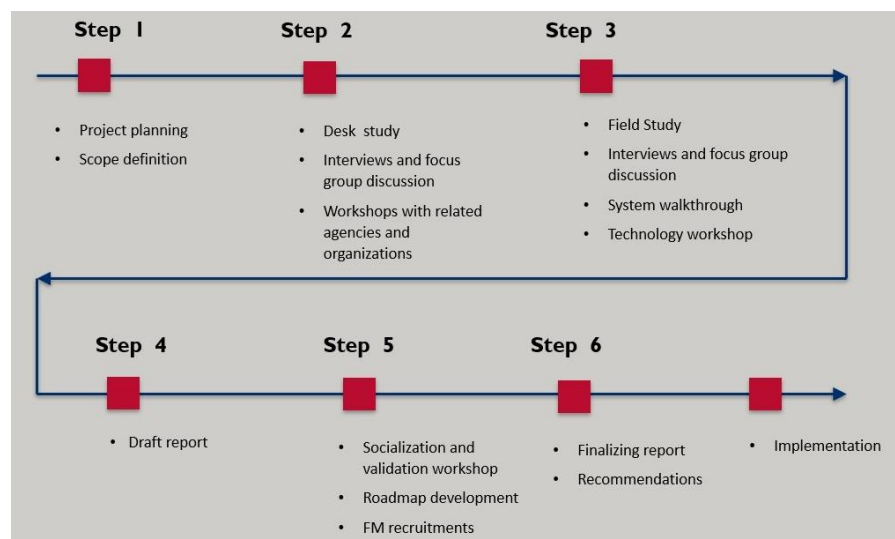 Step 1
Step 2
Step 3
• Project planning
• Scope definition
• Desk study
• Interviews and focus
group discussion
• Workshops with related
agencies and
organizations
• Field Study
• Interviews and focus group
discussion
• System walkthrough
• Technology workshop
Step 4
Step 5
Step 6
• Draft report
• Socialization and
validation workshop
• Roadmap development
• FM recruitments
• Finalizing report
• Recommendations
• Implementation